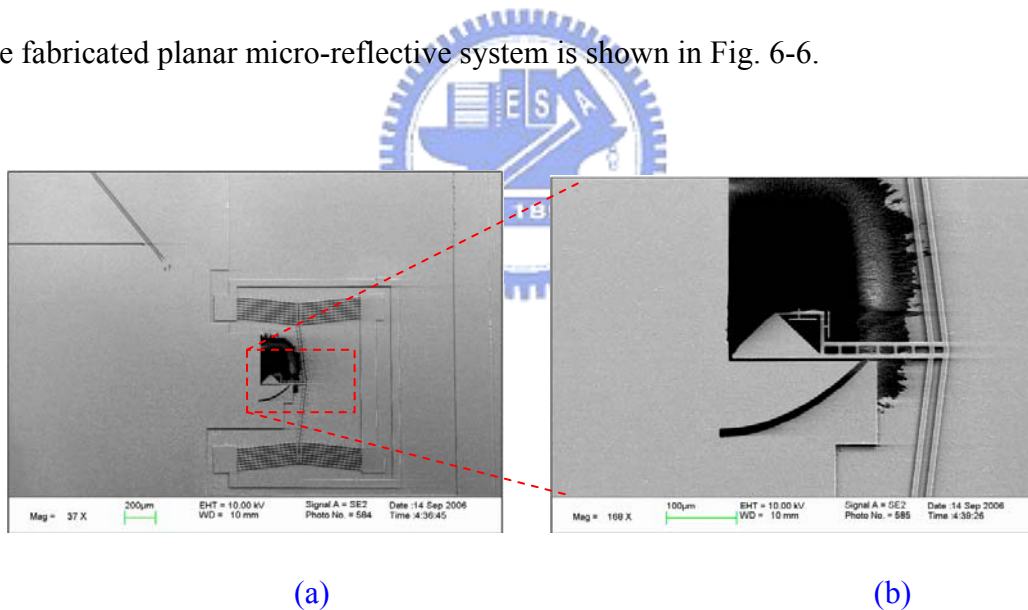 e fabricated planar micro-reflective system is shown in Fig. 6-6.
E S A
18
Mag = 37 X 200µm EHT = 10.00 kV Signal A = SE2 Date :14 Sep 2006
WD = 10 mm Photo No. = 584 Time :4:36:45
Mag = 168 X 100µm EHT = 10.00 kV Signal A = SE2 Date :14 Sep 2006
WD = 10 mm Photo No. = 585 Time :4:39:26
(a) (b)